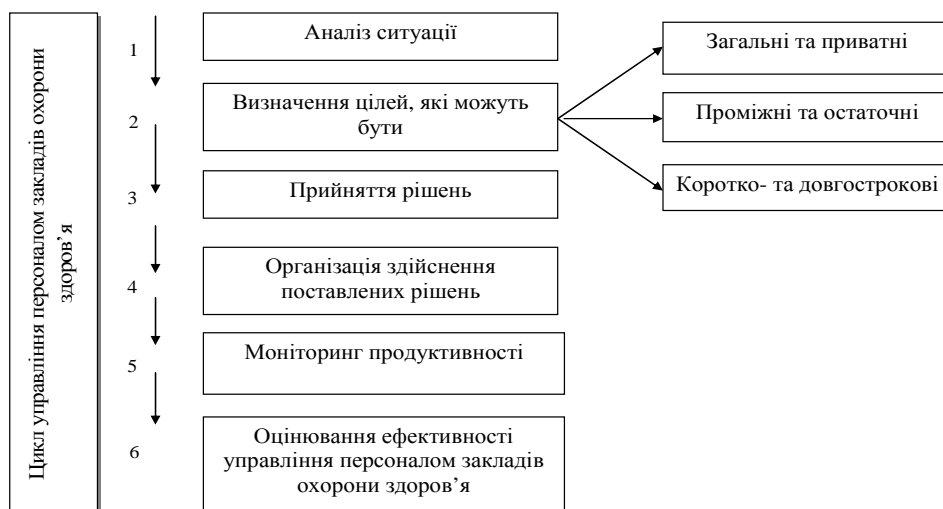 Цикл управління персоналом закладів охорони
здоров’я
1
Аналіз ситуації
2
Визначення цілей, які можуть
бути
Загальні та приватні
Проміжні та остаточні
Коротко- та довгострокові
3
Прийняття рішень
4
Організація здійснення
поставлених рішень
5
Моніторинг продуктивності
6
Оцінювання ефективності
управління персоналом закладів
охорони здоров’я